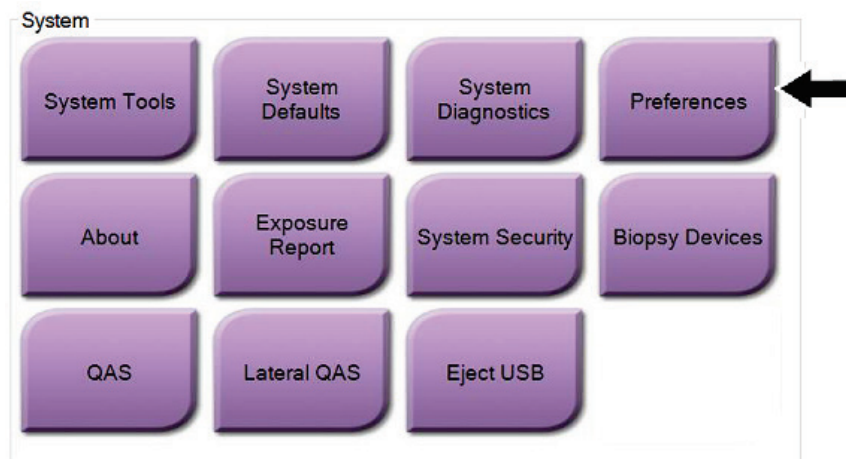 System
System Tools
System
Defaults
System
Diagnostics
Preferences
About
Exposure
Report
System Security
Biopsy Devices
QAS
Lateral QAS
Eject USB